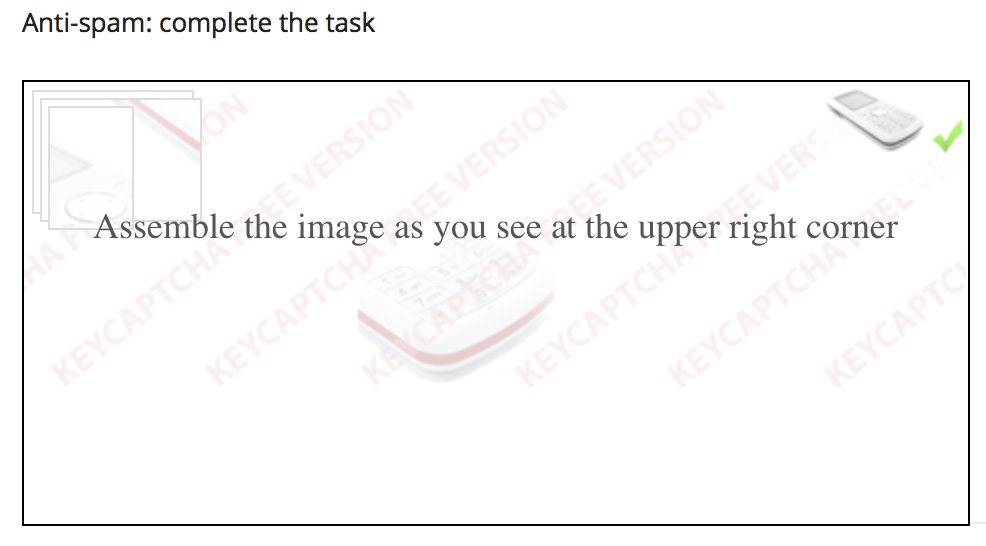 Anti-spam: complete the task
KEYCAPTCHA FREE VERSION
KEYCAPTCHA FREE VERSION
KEYCAPTCHA FREE VERSION
KEYCAPTCHA FREE VERSION
Assemble the image as you see at the upper right corner